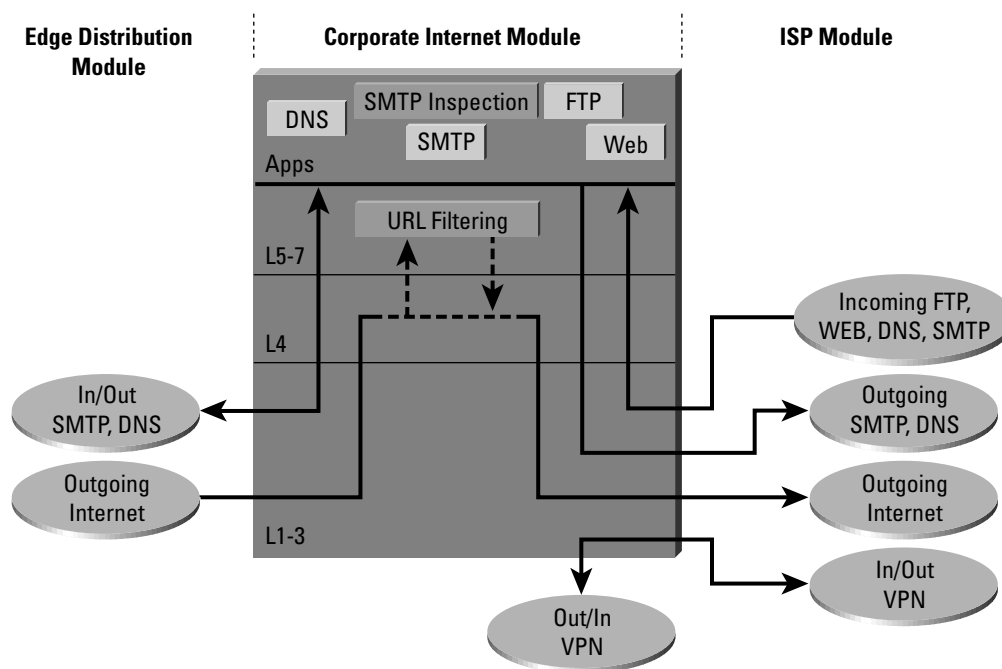 Edge Distribution
Module
Corporate Internet Module
ISP Module
SMTP Inspection
FTP
DNS
SMTP
Web
Apps
URL Filtering
L5-7
L4
L1-3
Incoming FTP,
WEB, DNS, SMTP
In/Out
SMTP, DNS
Outgoing
SMTP, DNS
Outgoing
Internet
Outgoing
Internet
In/Out
VPN
Out/In
VPN